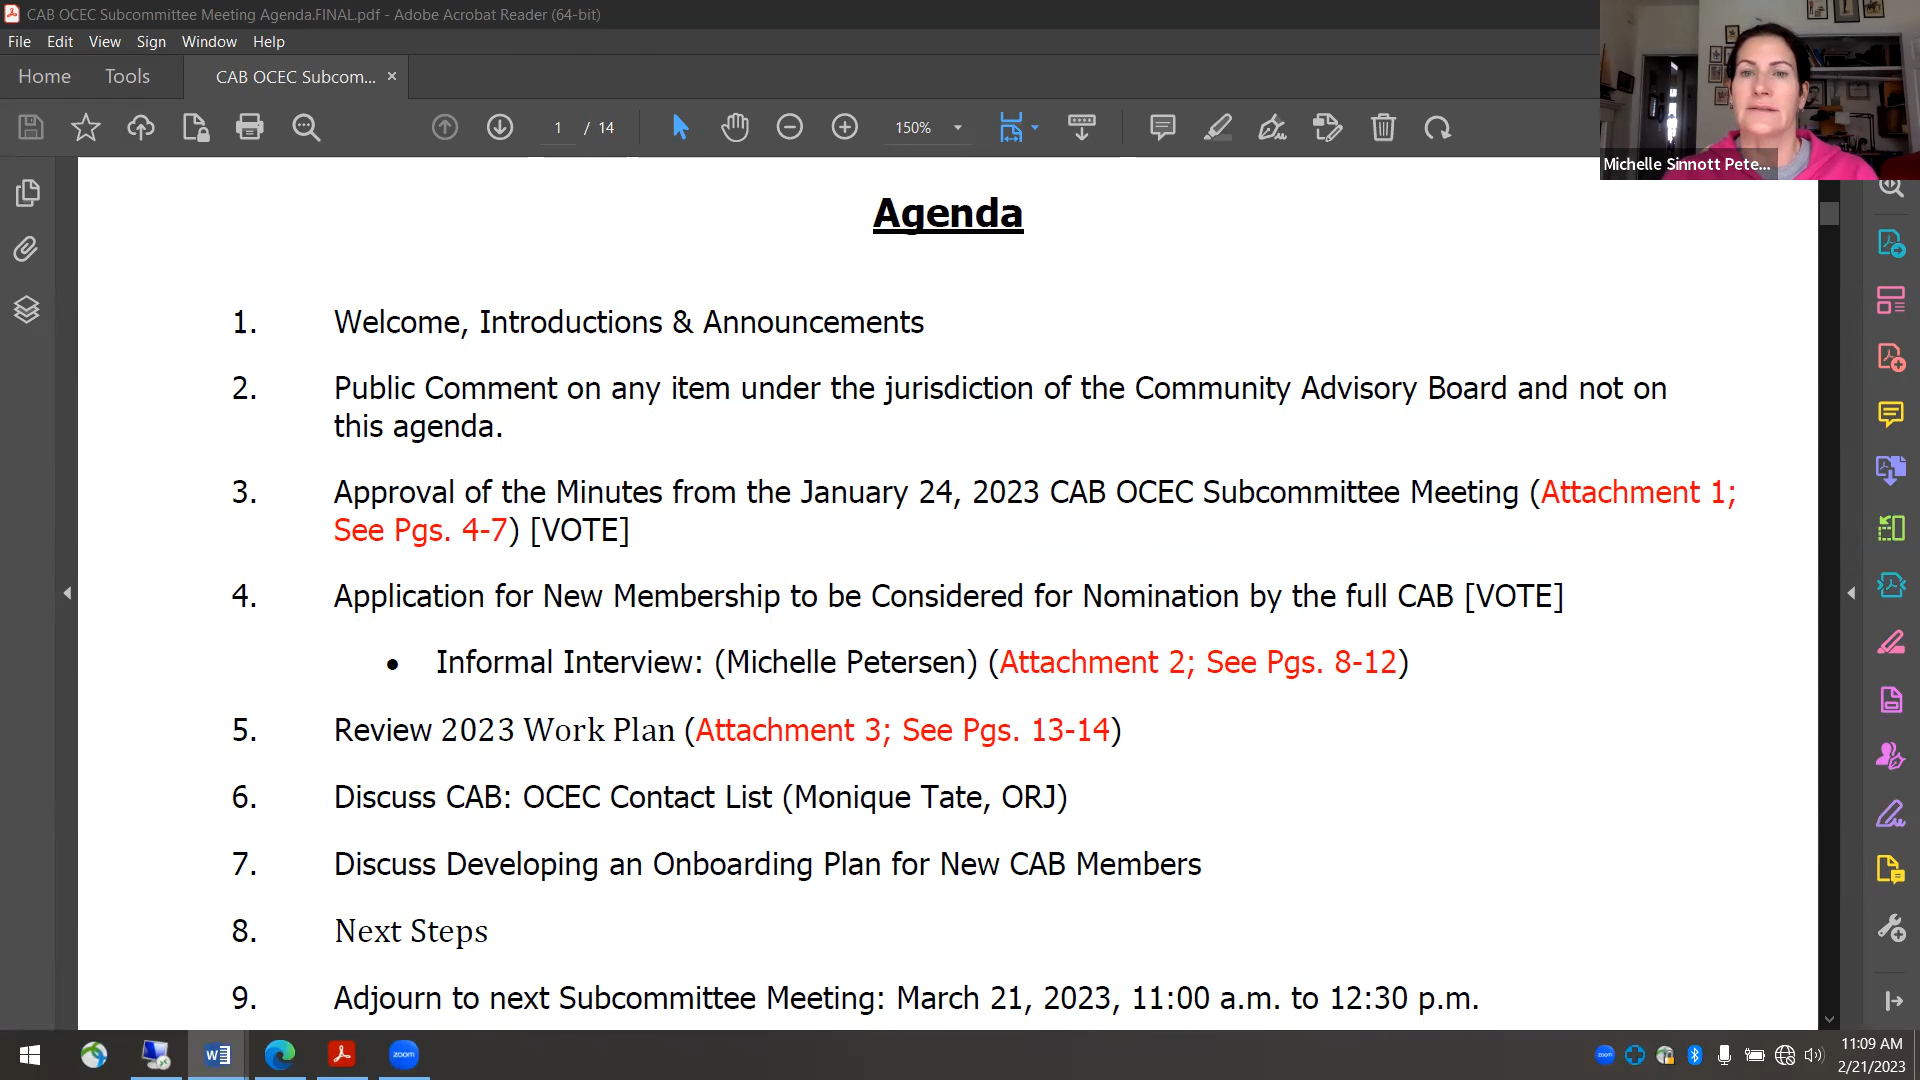 CAB OCEC Subcommittee Meeting Agenda.FINAL.pdf - Adobe Acrobat Reader (64-bit)
File Edit View Sign Window Help
Home Tools CAB OCEC Subcom... ×
1 / 14 150%
Michelle Sinnott Pete...
Agenda
1. Welcome, Introductions & Announcements
2. Public Comment on any item under the jurisdiction of the Community Advisory Board and not on
this agenda.
3. Approval of the Minutes from the January 24, 2023 CAB OCEC Subcommittee Meeting (Attachment 1;
See Pgs. 4-7) [VOTE]
4. Application for New Membership to be Considered for Nomination by the full CAB [VOTE]
• Informal Interview: (Michelle Petersen) (Attachment 2; See Pgs. 8-12)
5. Review 2023 Work Plan (Attachment 3; See Pgs. 13-14)
6. Discuss CAB: OCEC Contact List (Monique Tate, ORJ)
7. Discuss Developing an Onboarding Plan for New CAB Members
8. Next Steps
9. Adjourn to next Subcommittee Meeting: March 21, 2023, 11:00 a.m. to 12:30 p.m.
zoom
11:09 AM
2/21/2023